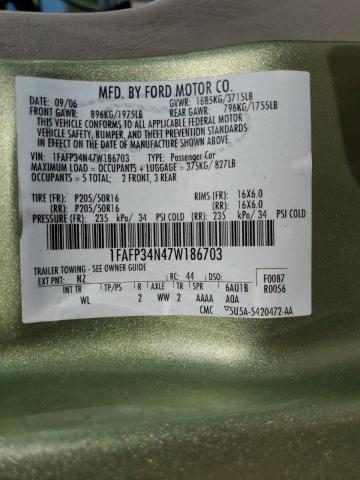 MFD. BY FORD MOTOR CO.
DATE: 09/06 GVWR: 1685KG/3715LB
FRONT GAWR: 896KG/1975LB REAR GAWR: 796KG/1755LB
THIS VEHICLE CONFORMS TO ALL APPLICABLE FEDERAL MOTOR VEHICLE
SAFETY, BUMPER, AND THEFT PREVENTION STANDARDS IN EFFECT ON THE
DATE OF MANUFACTURE SHOWN ABOVE.
VIN: 1FAFP34N47W186703 TYPE: Passenger Car
MAXIMUM LOAD = OCCUPANTS + LUGGAGE = 375KG/ 827LB
OCCUPANTS = 5 TOTAL; 2 FRONT, 3 REAR
TIRE (FR): P205/50R16 RIMS (FR): 16X6.0
(RR): P205/50R16 (RR): 16X6.0
PRESSURE (FR): 235 kPa/ 34 PSI COLD (RR): 235 kPa/ 34 PSI COLD
1FAFP34N47W186703
TRAILER TOWING - SEE OWNER GUIDE
EXT PNT: NZ RC: 44 DSO: F0087
INT TR TP/PS R AXLE TR SPR 6AU1B R0056
WL 2 WW 2 AAAA A0A
CMC ▽5U5A-5420472-AA